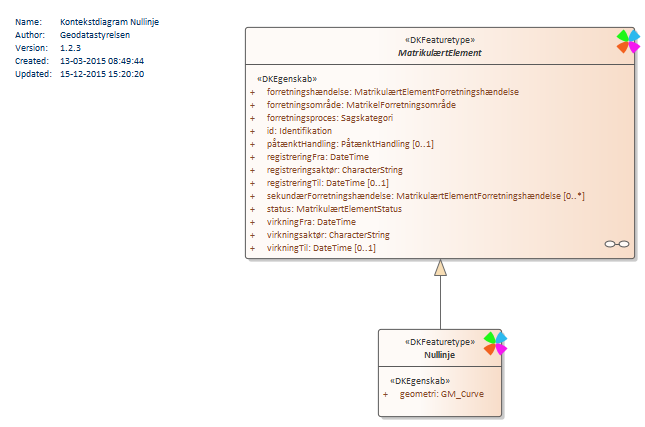 Name: Kontekstdiagram Nullinje
Author: Geodatastyreisen
Version: 1.2.3
Created: 13-03-2015 08:49:44
Updated: 15-12-2015 15:20:20
«DKFeaturetype»
MatrikulærtElement
«DKEgenskab»
+ forretningshændelse: MatrikulærtElementForretningshændelse
+ forretningsområde: MatrikelForretningsområde
+ forretningsproces: Sagskategori
+ id: Identifikation
+ påtænktHandling: PåtænktHandling [0..1]
+ registreringFra: DateTime
+ registreringsaktør: CharacterString
+ registreringTil: DateTime [0..1]
+ sekundærForretningshændelse: MatrikulærtElementForretningshændelse [0..*]
+ status: MatrikulærtElementStatus
+ virkningFra: DateTime
+ virkningsaktør: CharacterString
+ virkningTil: DateTime [0..1]
«DKFeaturetype»
Nullinje
«DKEgenskab»
+ geometri: GM_Curve